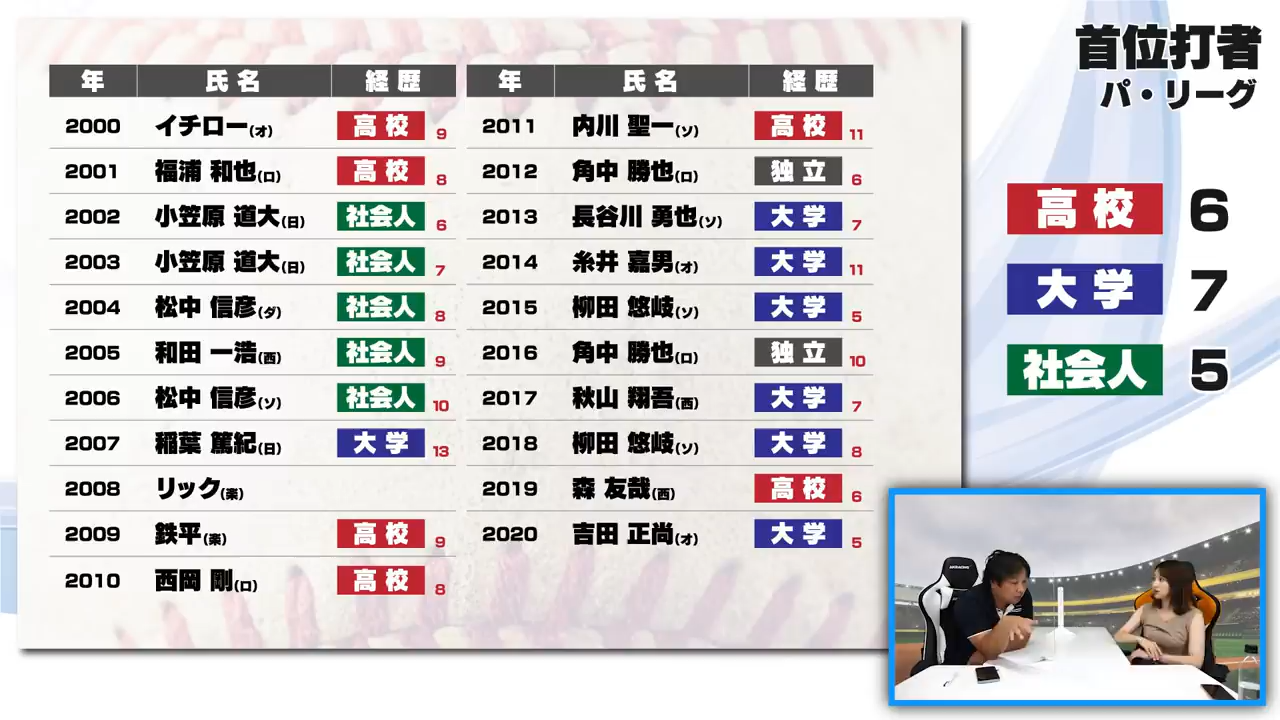 首位打者
パ・リーグ
年 氏名 経歴
2000 イチロー(オ) 高校 9
2001 福浦 和也(ロ) 高校 8
2002 小笠原 道大(日) 社会人 6
2003 小笠原 道大(日) 社会人 7
2004 松中 信彦(ダ) 社会人 8
2005 和田 一浩(西) 社会人 9
2006 松中 信彦(ソ) 社会人 10
2007 稲葉 篤紀(日) 大学 13
2008 リック(楽)
2009 鉄平(楽) 高校 9
2010 西岡 剛(ロ) 高校 8
年 氏名 経歴
2011 内川 聖一(ソ) 高校 11
2012 角中 勝也(ロ) 独立 6
2013 長谷川 勇也(ソ) 大学 7
2014 糸井 嘉男(オ) 大学 11
2015 柳田 悠岐(ソ) 大学 5
2016 角中 勝也(ロ) 独立 10
2017 秋山 翔吾(西) 大学 7
2018 柳田 悠岐(ソ) 大学 8
2019 森 友哉(西) 高校 6
2020 吉田 正尚(オ) 大学 5
高校 6
大学 7
社会人 5
AKRACING